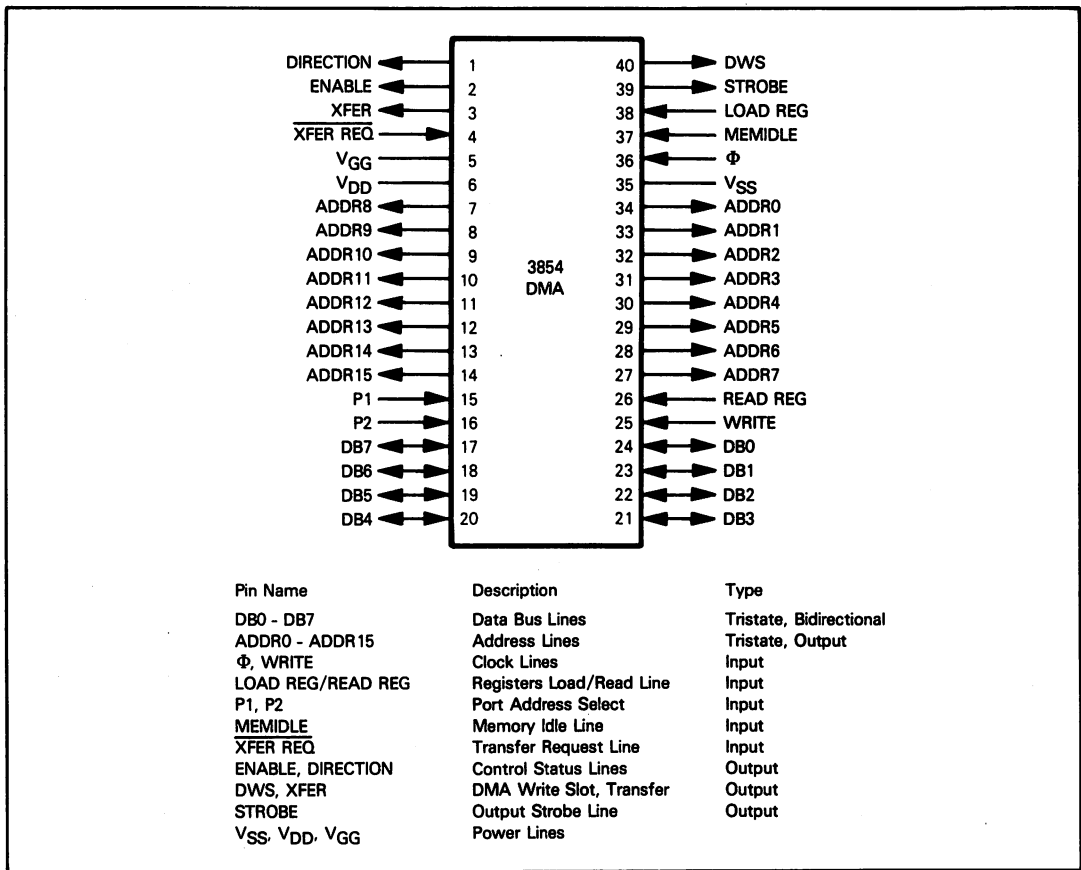 DIRECTION 1 40 DWS
ENABLE 2 39 STROBE
XFER 3 38 LOAD REG
XFER REQ 4 37 MEMIDLE
VGG 5 36 Φ
VDD 6 35 VSS
ADDR8 7 34 ADDR0
ADDR9 8 33 ADDR1
ADDR10 9 32 ADDR2
ADDR11 10 31 ADDR3
ADDR12 11 30 ADDR4
ADDR13 12 29 ADDR5
ADDR14 13 28 ADDR6
ADDR15 14 27 ADDR7
P1 15 26 READ REG
P2 16 25 WRITE
DB7 17 24 DB0
DB6 18 23 DB1
DB5 19 22 DB2
DB4 20 21 DB3
3854
DMA
Pin Name Description Type
DB0 - DB7 Data Bus Lines Tristate, Bidirectional
ADDR0 - ADDR15 Address Lines Tristate, Output
Φ, WRITE Clock Lines Input
LOAD REG/READ REG Registers Load/Read Line Input
P1, P2 Port Address Select Input
MEMIDLE Memory Idle Line Input
XFER REQ Transfer Request Line Input
ENABLE, DIRECTION Control Status Lines Output
DWS, XFER DMA Write Slot, Transfer Output
STROBE Output Strobe Line Output
VSS, VDD, VGG Power Lines